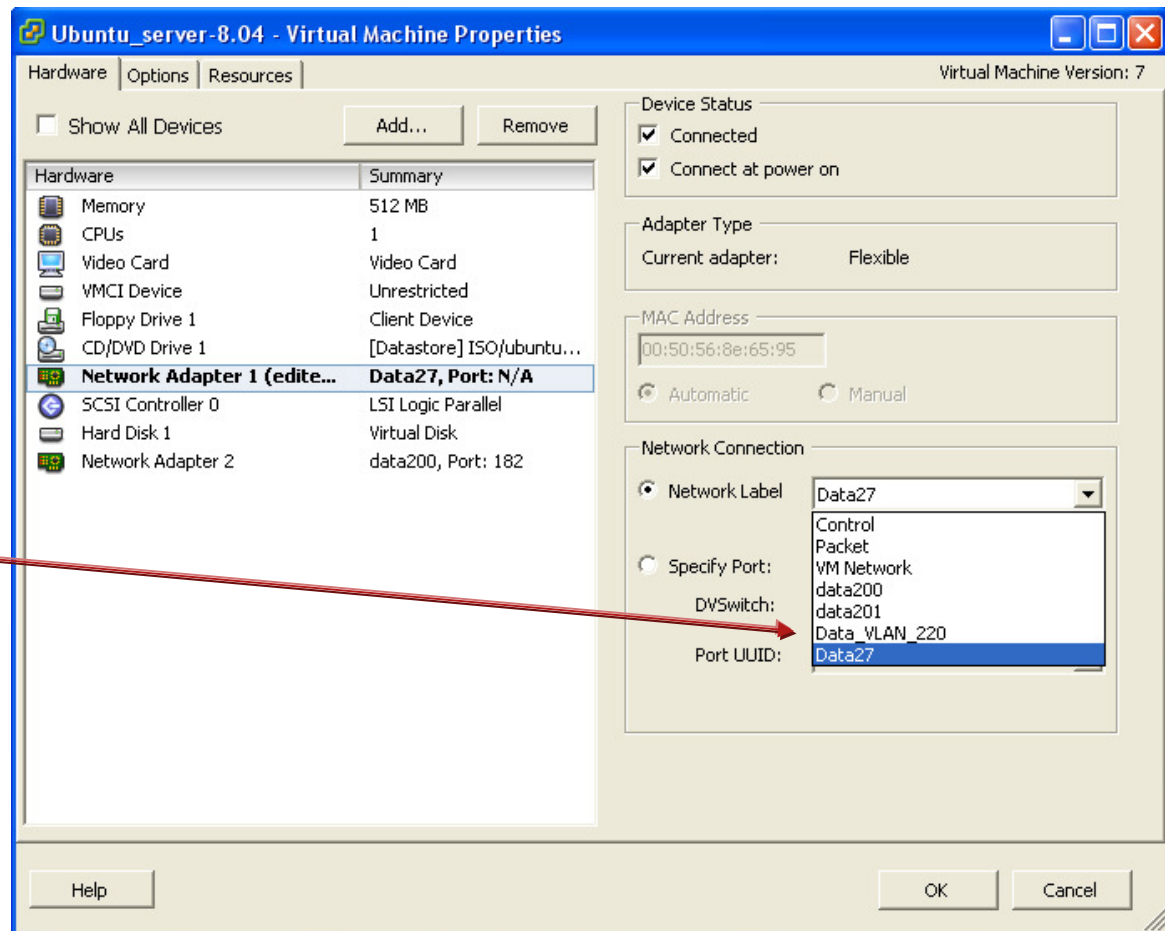 Ubuntu_server-8.04 - Virtual Machine Properties
Hardware Options Resources Virtual Machine Version: 7
Show All Devices Add... Remove
Hardware Summary
Memory 512 MB
CPUs 1
Video Card Video Card
VMCI Device Unrestricted
Floppy Drive 1 Client Device
CD/DVD Drive 1 [Datastore] ISO/ubuntu...
Network Adapter 1 (edite... Data27, Port: N/A
SCSI Controller 0 LSI Logic Parallel
Hard Disk 1 Virtual Disk
Network Adapter 2 data200, Port: 182
Device Status
Connected
Connect at power on
Adapter Type
Current adapter: Flexible
MAC Address
00:50:56:8e:65:95
Automatic Manual
Network Connection
Network Label Data27
Control
Packet
VM Network
data200
data201
Data_VLAN_220
Data27
Specify Port:
DVSwitch:
Port UUID:
Help OK Cancel